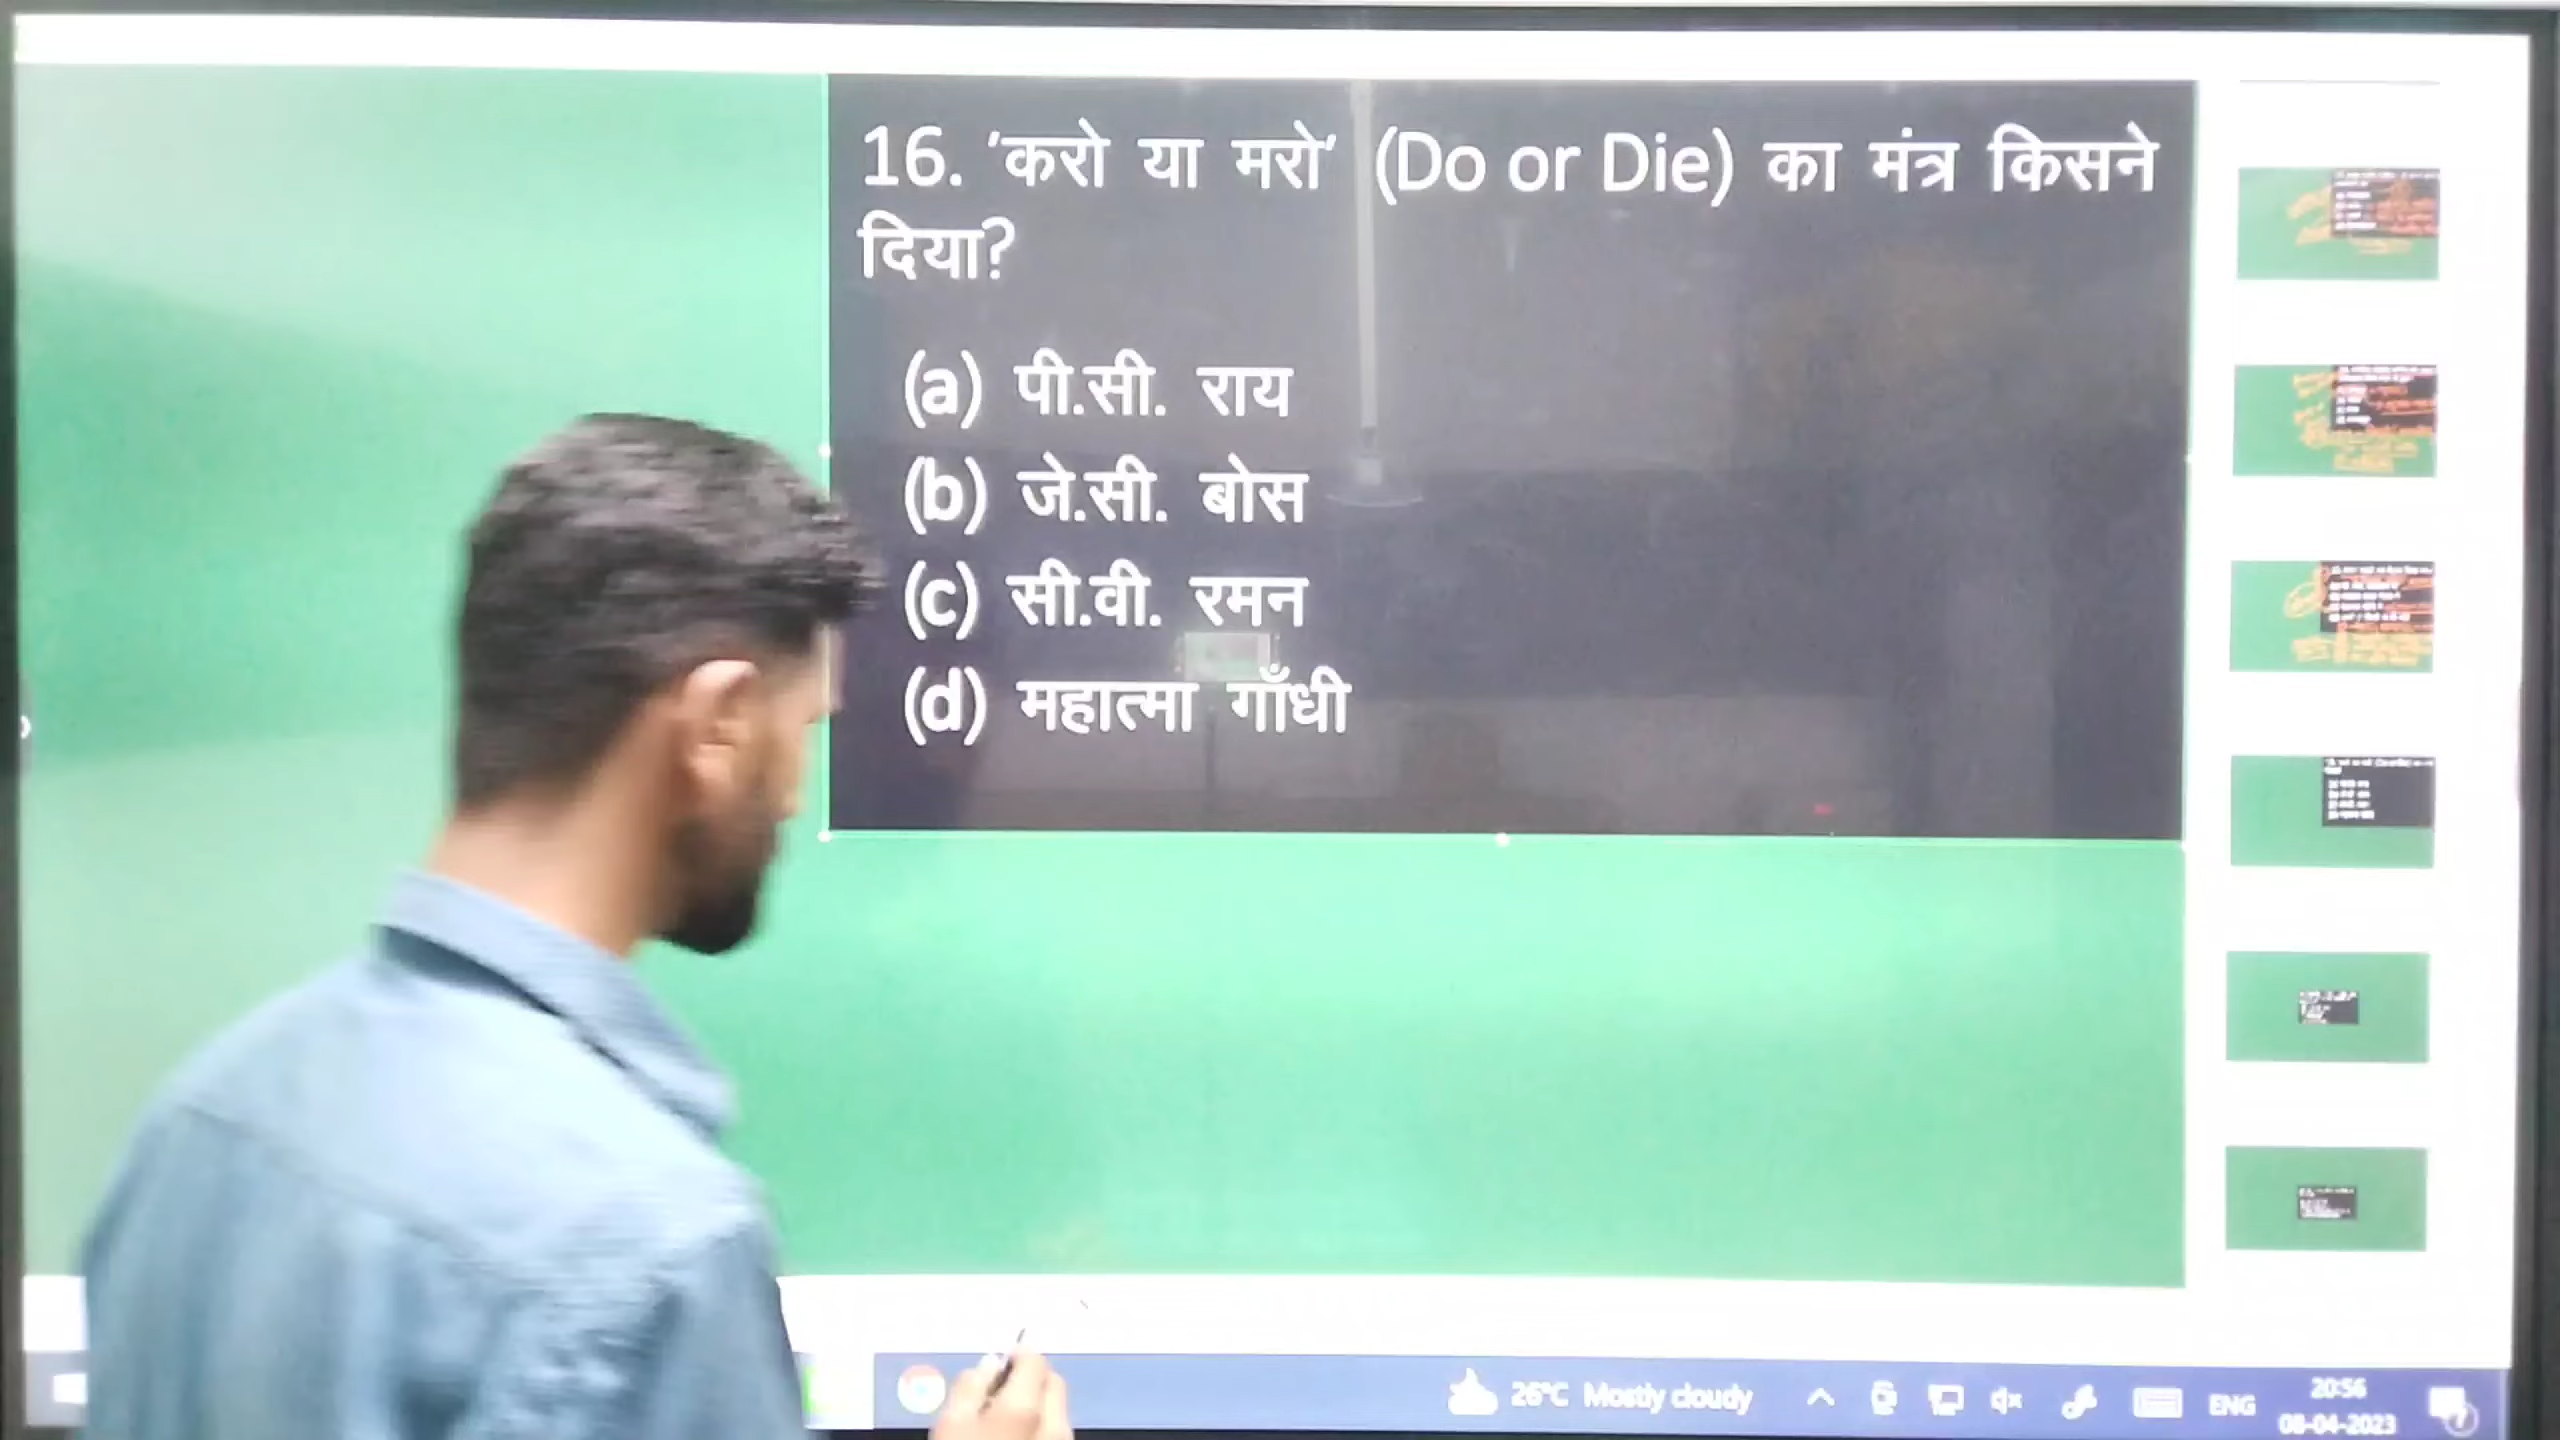 16. 'करो या मरो' (Do or Die) का मंत्र किसने
दिया?
(a) पी.सी. राय
(b) जे.सी. बोस
(c) सी.वी. रमन
(d) महात्मा गाँधी
26°C Mostly cloudy
ENG
20:56
08-04-2023